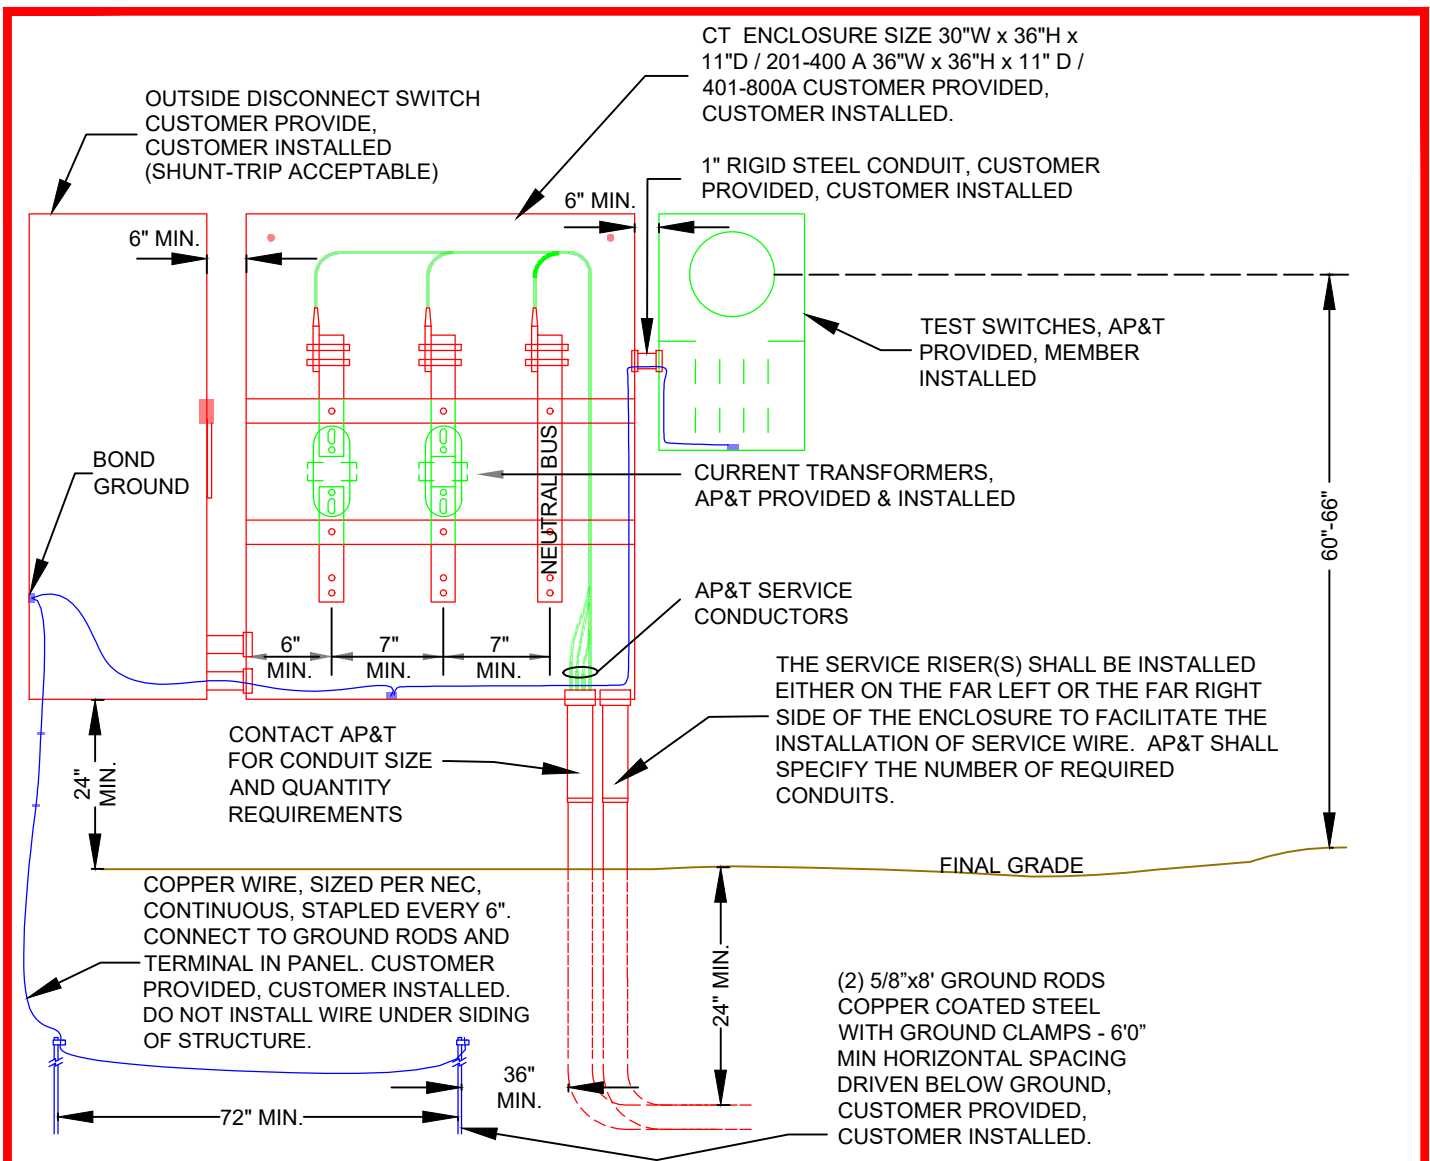 CT ENCLOSURE SIZE 30"W x 36"H x
11"D / 201-400 A 36"W x 36"H x 11" D /
401-800A CUSTOMER PROVIDED,
CUSTOMER INSTALLED.
OUTSIDE DISCONNECT SWITCH
CUSTOMER PROVIDE,
CUSTOMER INSTALLED
(SHUNT-TRIP ACCEPTABLE)
1" RIGID STEEL CONDUIT, CUSTOMER
PROVIDED, CUSTOMER INSTALLED
6" MIN.
6" MIN.
TEST SWITCHES, AP&T
PROVIDED, MEMBER
INSTALLED
BOND
GROUND
NEUTRAL BUS
CURRENT TRANSFORMERS,
AP&T PROVIDED & INSTALLED
60"-66"
AP&T SERVICE
CONDUCTORS
6"
MIN.
7"
MIN.
7"
MIN.
THE SERVICE RISER(S) SHALL BE INSTALLED
EITHER ON THE FAR LEFT OR THE FAR RIGHT
SIDE OF THE ENCLOSURE TO FACILITATE THE
INSTALLATION OF SERVICE WIRE. AP&T SHALL
SPECIFY THE NUMBER OF REQUIRED
CONDUITS.
CONTACT AP&T
FOR CONDUIT SIZE
AND QUANTITY
REQUIREMENTS
24"
MIN.
FINAL GRADE
COPPER WIRE, SIZED PER NEC,
CONTINUOUS, STAPLED EVERY 6".
CONNECT TO GROUND RODS AND
TERMINAL IN PANEL. CUSTOMER
PROVIDED, CUSTOMER INSTALLED.
DO NOT INSTALL WIRE UNDER SIDING
OF STRUCTURE.
24" MIN.
(2) 5/8"x8' GROUND RODS
COPPER COATED STEEL
WITH GROUND CLAMPS - 6'0"
MIN HORIZONTAL SPACING
DRIVEN BELOW GROUND,
CUSTOMER PROVIDED,
CUSTOMER INSTALLED.
36"
MIN.
72" MIN.